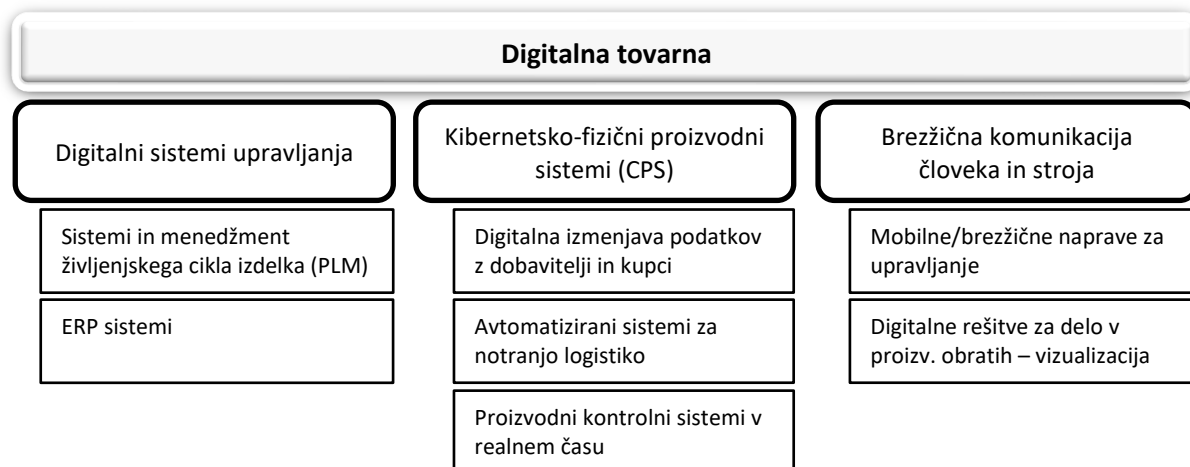 Digitalna tovarna
Digitalni sistemi upravljanja
Sistemi in menedžment
življenjskega cikla izdelka (PLM)
ERP sistemi
Kibernetsko-fizični proizvodni
sistemi (CPS)
Digitalna izmenjava podatkov
z dobavitelji in kupci
Avtomatizirani sistemi za
notranjo logistiko
Proizvodni kontrolni sistemi v
realnem času
Brezžična komunikacija
človeka in stroja
Mobilne/brezžične naprave za
upravljanje
Digitalne rešitve za delo v
proizv. obratih – vizualizacija